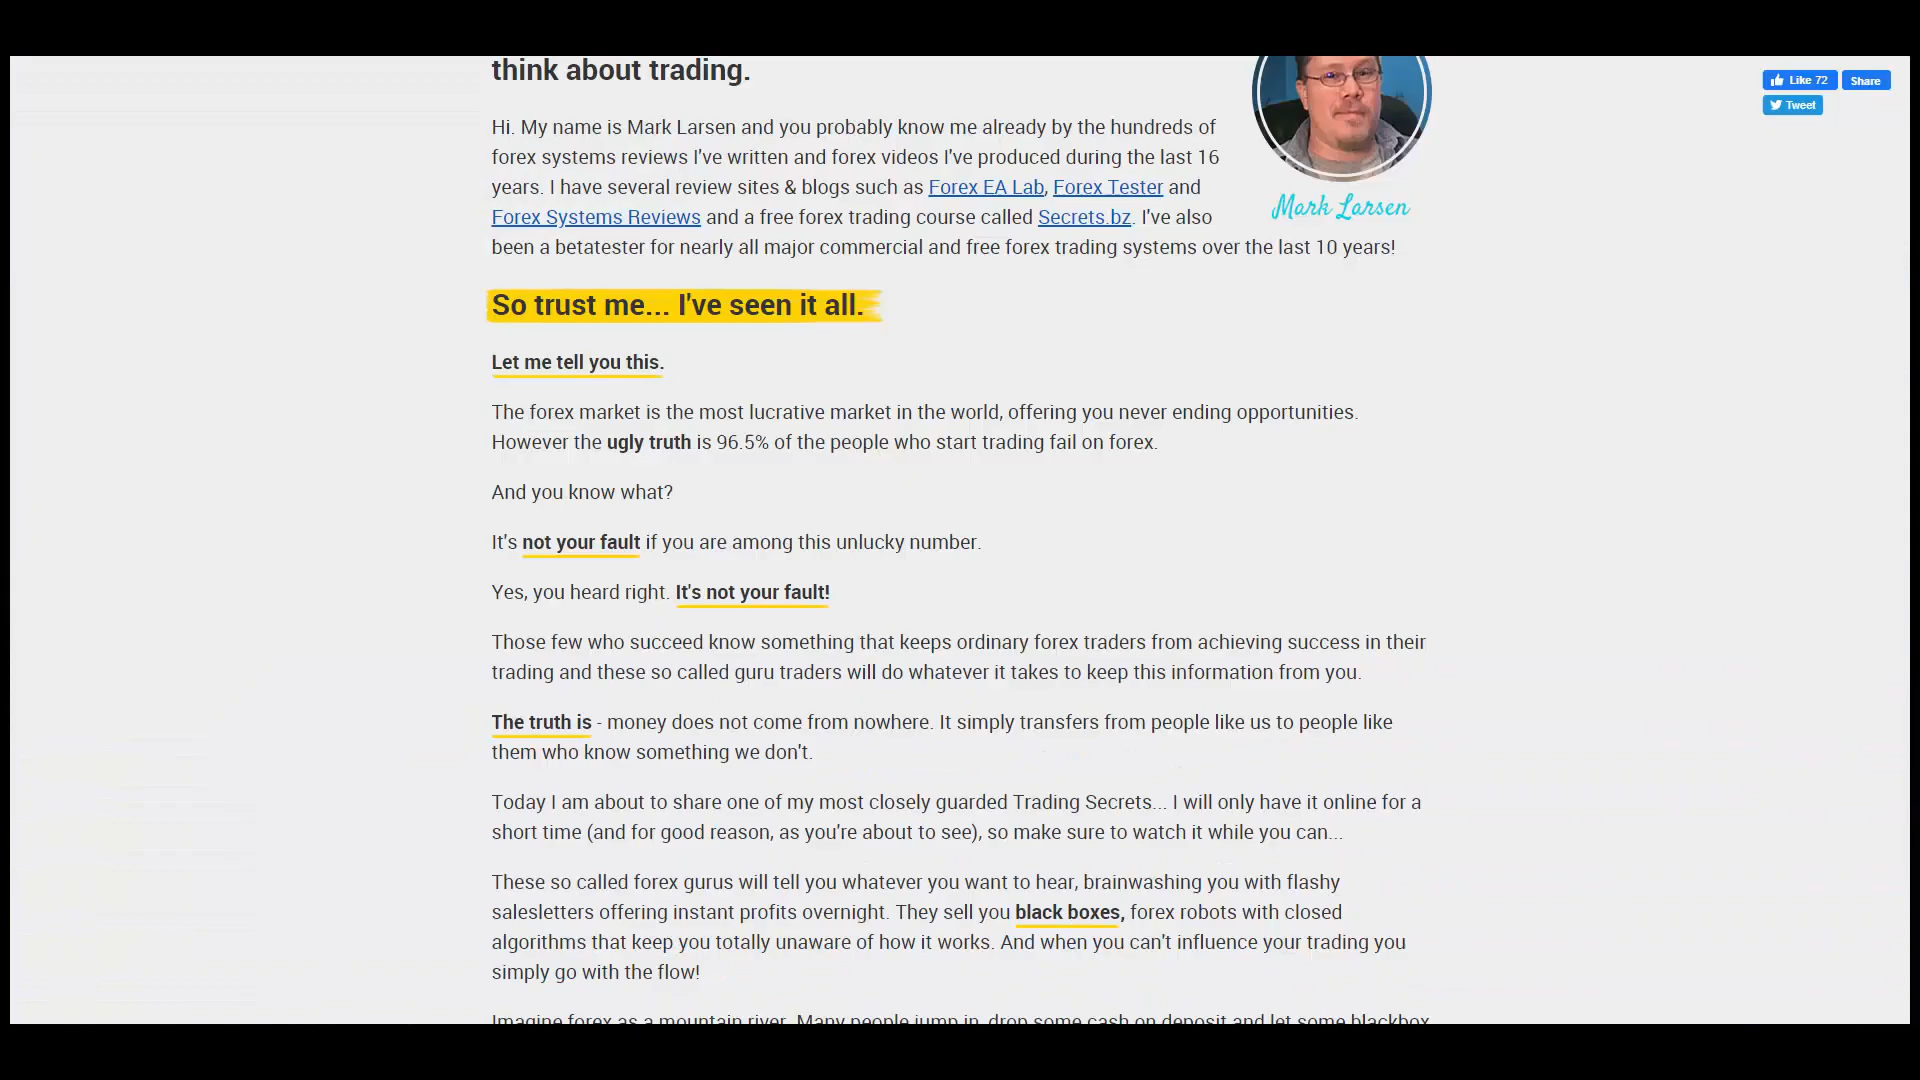 think about trading.
Like 72
Share
Tweet
Hi. My name is Mark Larsen and you probably know me already by the hundreds of
forex systems reviews I've written and forex videos I've produced during the last 16
years. I have several review sites & blogs such as Forex EA Lab, Forex Tester and
Forex Systems Reviews and a free forex trading course called Secrets.bz. I've also
been a betatester for nearly all major commercial and free forex trading systems over the last 10 years!
Mark Larsen
So trust me... I've seen it all.
Let me tell you this.
The forex market is the most lucrative market in the world, offering you never ending opportunities.
However the ugly truth is 96.5% of the people who start trading fail on forex.
And you know what?
It's not your fault if you are among this unlucky number.
Yes, you heard right. It's not your fault!
Those few who succeed know something that keeps ordinary forex traders from achieving success in their
trading and these so called guru traders will do whatever it takes to keep this information from you.
The truth is - money does not come from nowhere. It simply transfers from people like us to people like
them who know something we don't.
Today I am about to share one of my most closely guarded Trading Secrets... I will only have it online for a
short time (and for good reason, as you're about to see), so make sure to watch it while you can...
These so called forex gurus will tell you whatever you want to hear, brainwashing you with flashy
salesletters offering instant profits overnight. They sell you black boxes, forex robots with closed
algorithms that keep you totally unaware of how it works. And when you can't influence your trading you
simply go with the flow!
Imagine forex as a mountain river. Many people jump in, drop some cash on deposit and let some blackbox